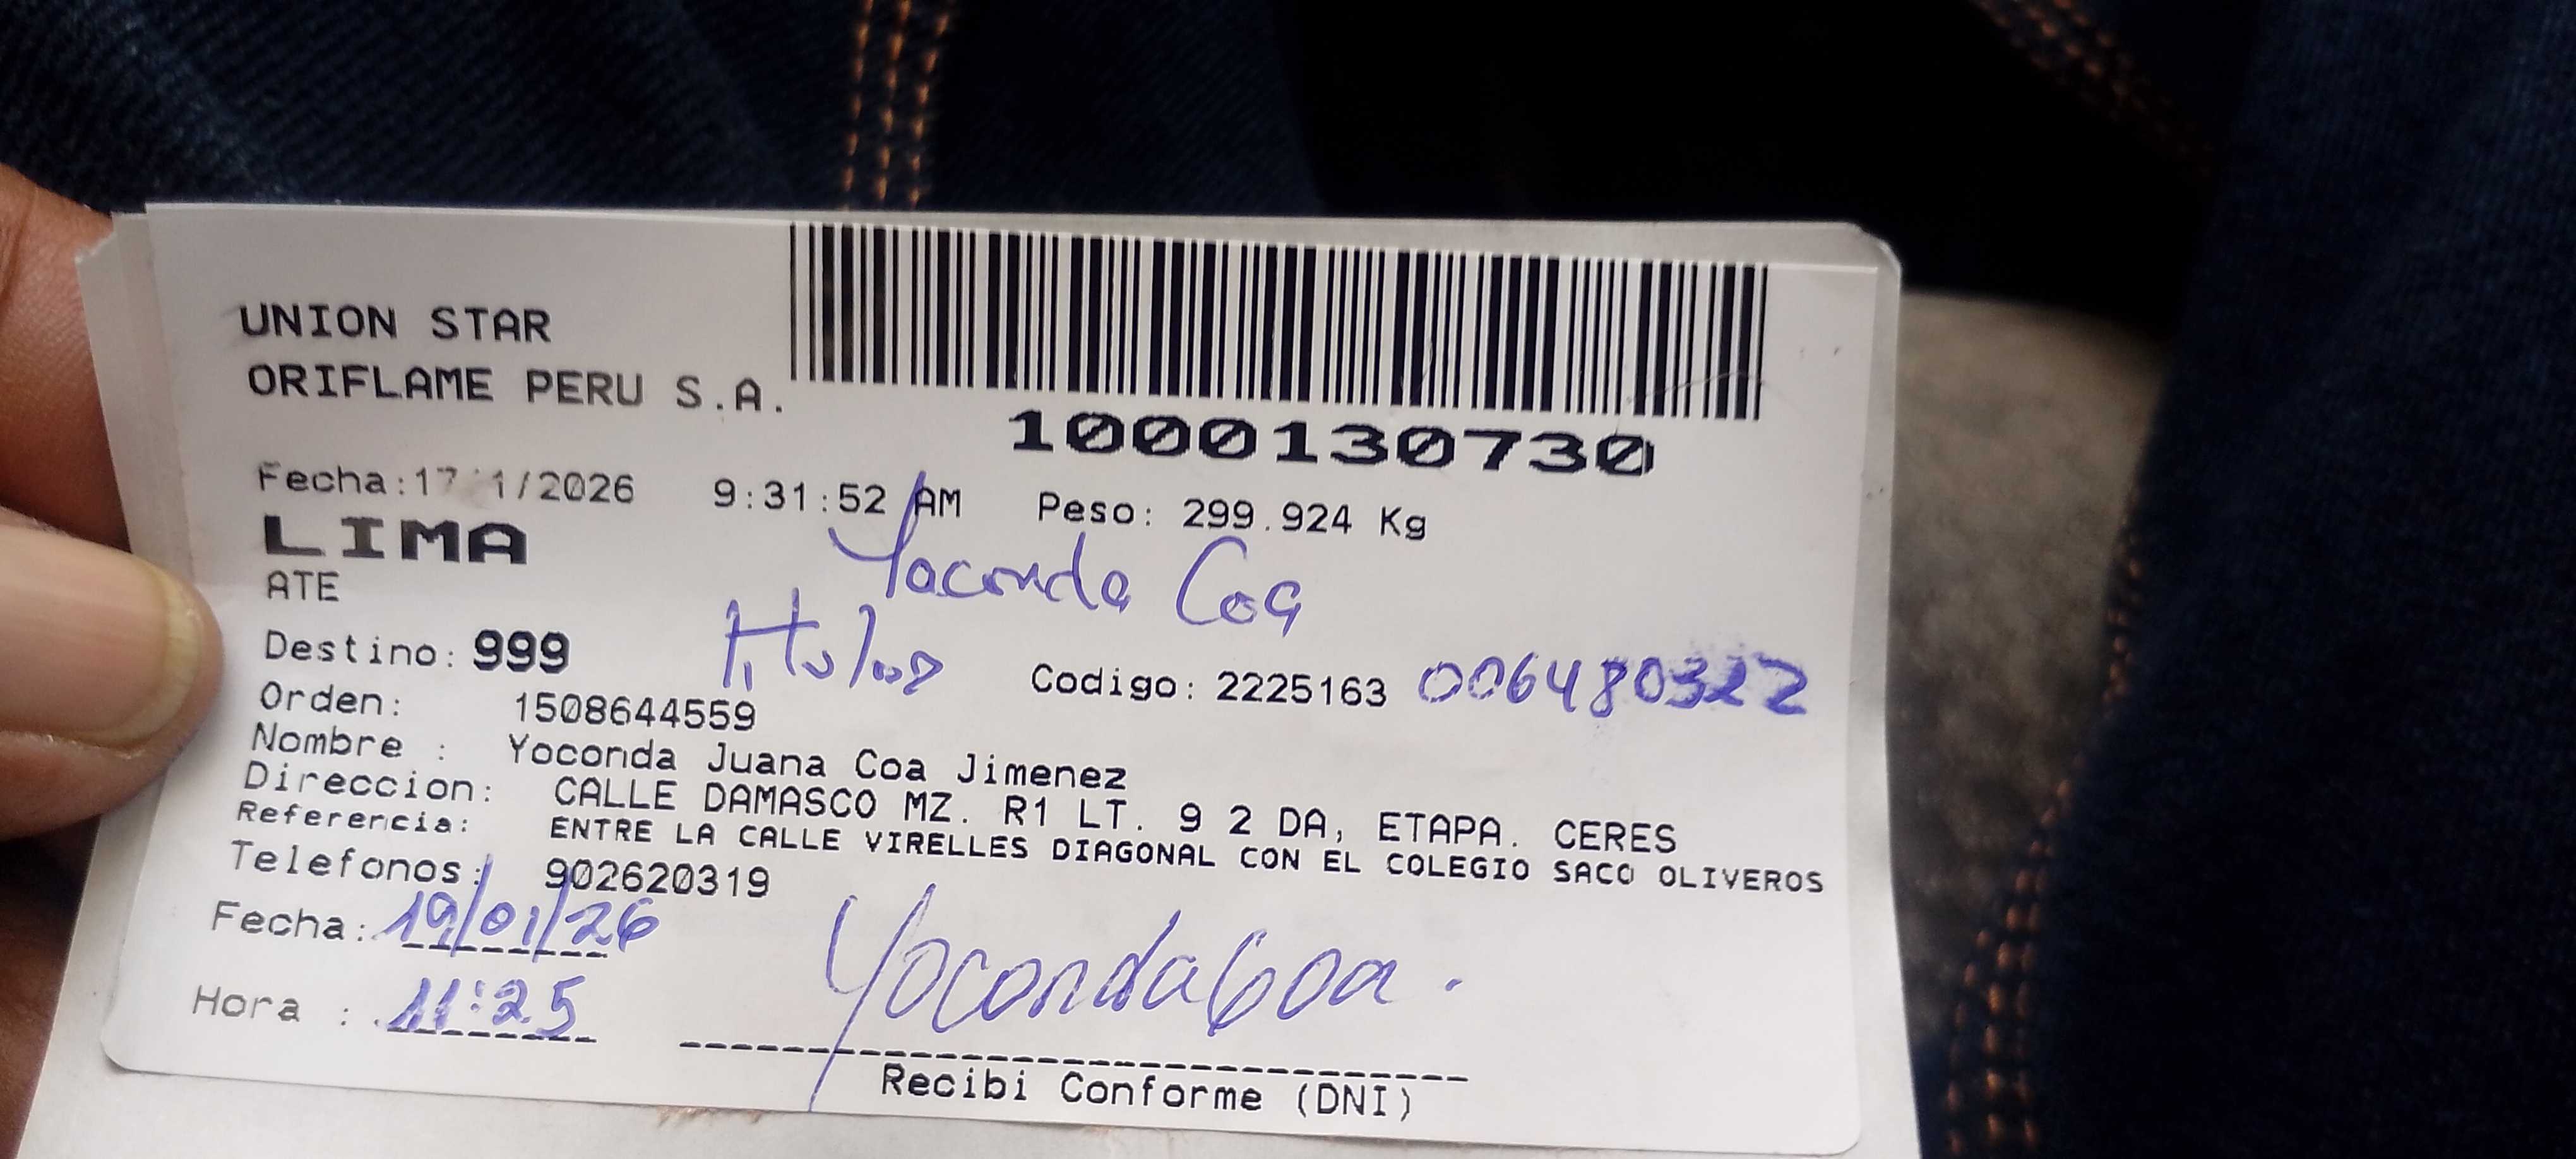 UNION STAR
ORIFLAME PERU S.A.
1000130730
Fecha:17 1/2026 9:31:52 AM Peso: 299.924 Kg
LIMA
Yoconda Coa
ATE
Destino: 999
Codigo: 2225163 006480322
Orden: 1508644559
Nombre : Yoconda Juana Coa Jimenez
Direccion: CALLE DAMASCO MZ. R1 LT. 9 2 DA, ETAPA. CERES
Referencia: ENTRE LA CALLE VIRELLES DIAGONAL CON EL COLEGIO SACO OLIVEROS
Telefonos: 902620319
Fecha: 19/01/26
Hora : 11:25
Yoconda Coa.
Recibi Conforme (DNI)